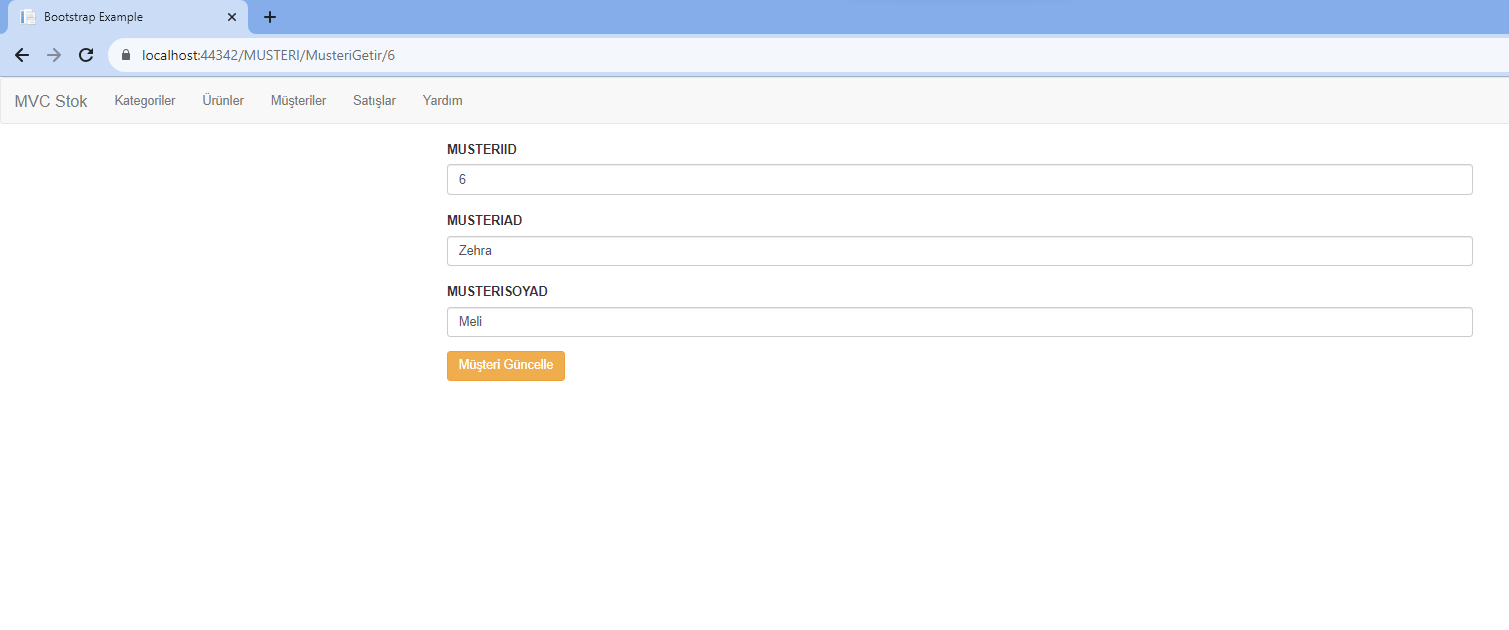 Bootstrap Example
localhost:44342/MUSTERI/MusteriGetir/6
MVC Stok Kategoriler Ürünler Müşteriler Satışlar Yardım
MUSTERIID
6
MUSTERIAD
Zehra
MUSTERISOYAD
Meli
Müşteri Güncelle